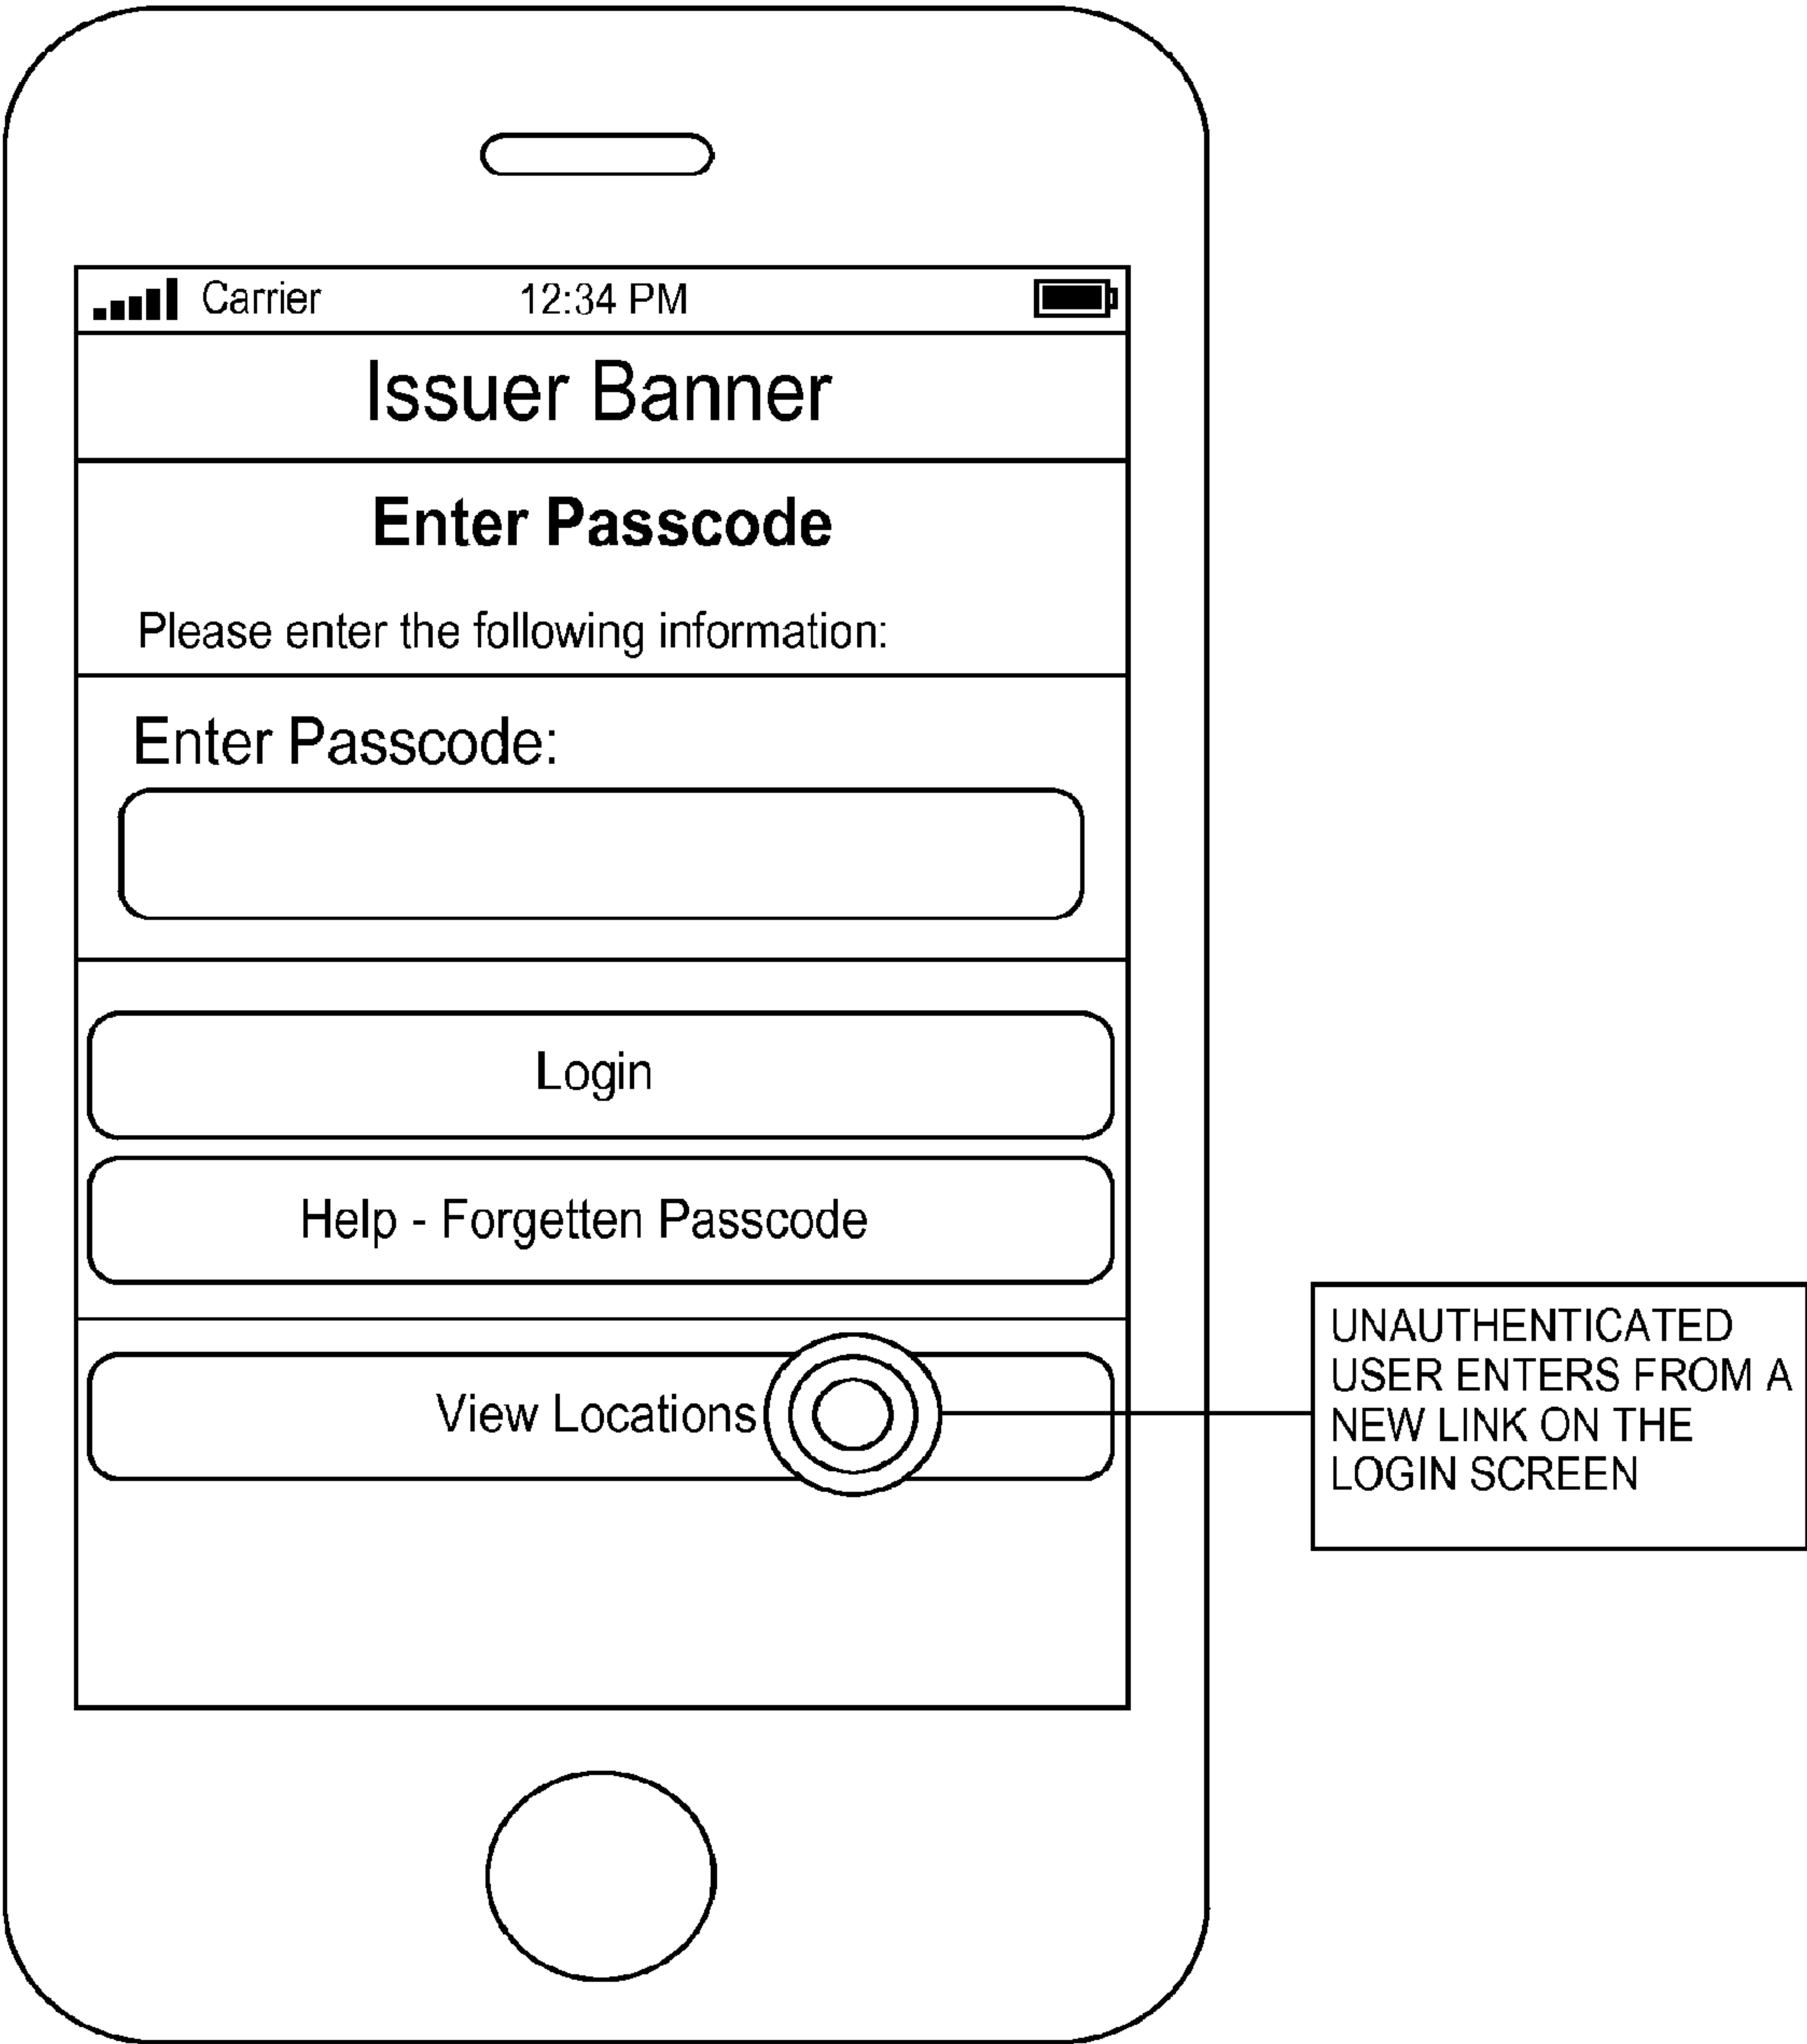 Carrier 12:34 PM
Issuer Banner
Enter Passcode
Please enter the following information:
Enter Passcode:
Login
Help - Forgetten Passcode
View Locations
UNAUTHENTICATED
USER ENTERS FROM A
NEW LINK ON THE
LOGIN SCREEN